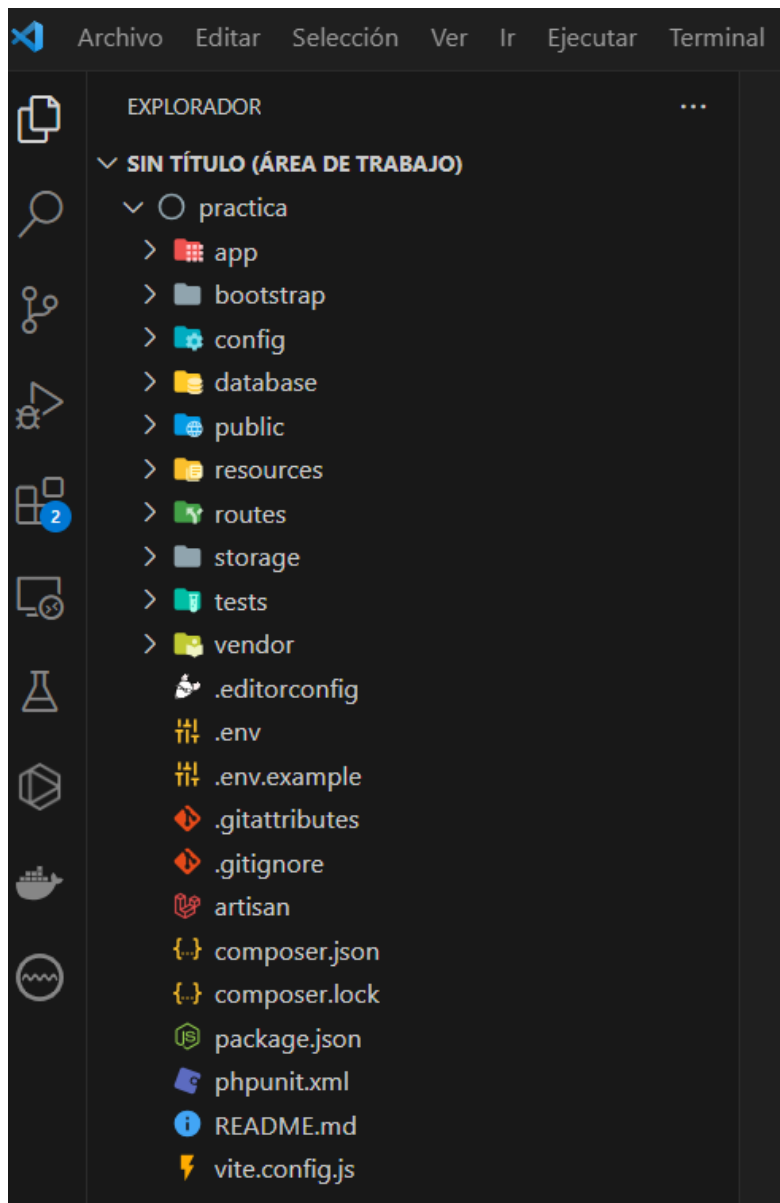 Archivo Editar Selección Ver Ir Ejecutar Terminal
EXPLORADOR
SIN TÍTULO (ÁREA DE TRABAJO)
practica
app
bootstrap
config
database
public
resources
routes
storage
tests
vendor
.editorconfig
.env
.env.example
.gitattributes
.gitignore
artisan
composer.json
composer.lock
package.json
phpunit.xml
README.md
vite.config.js
2